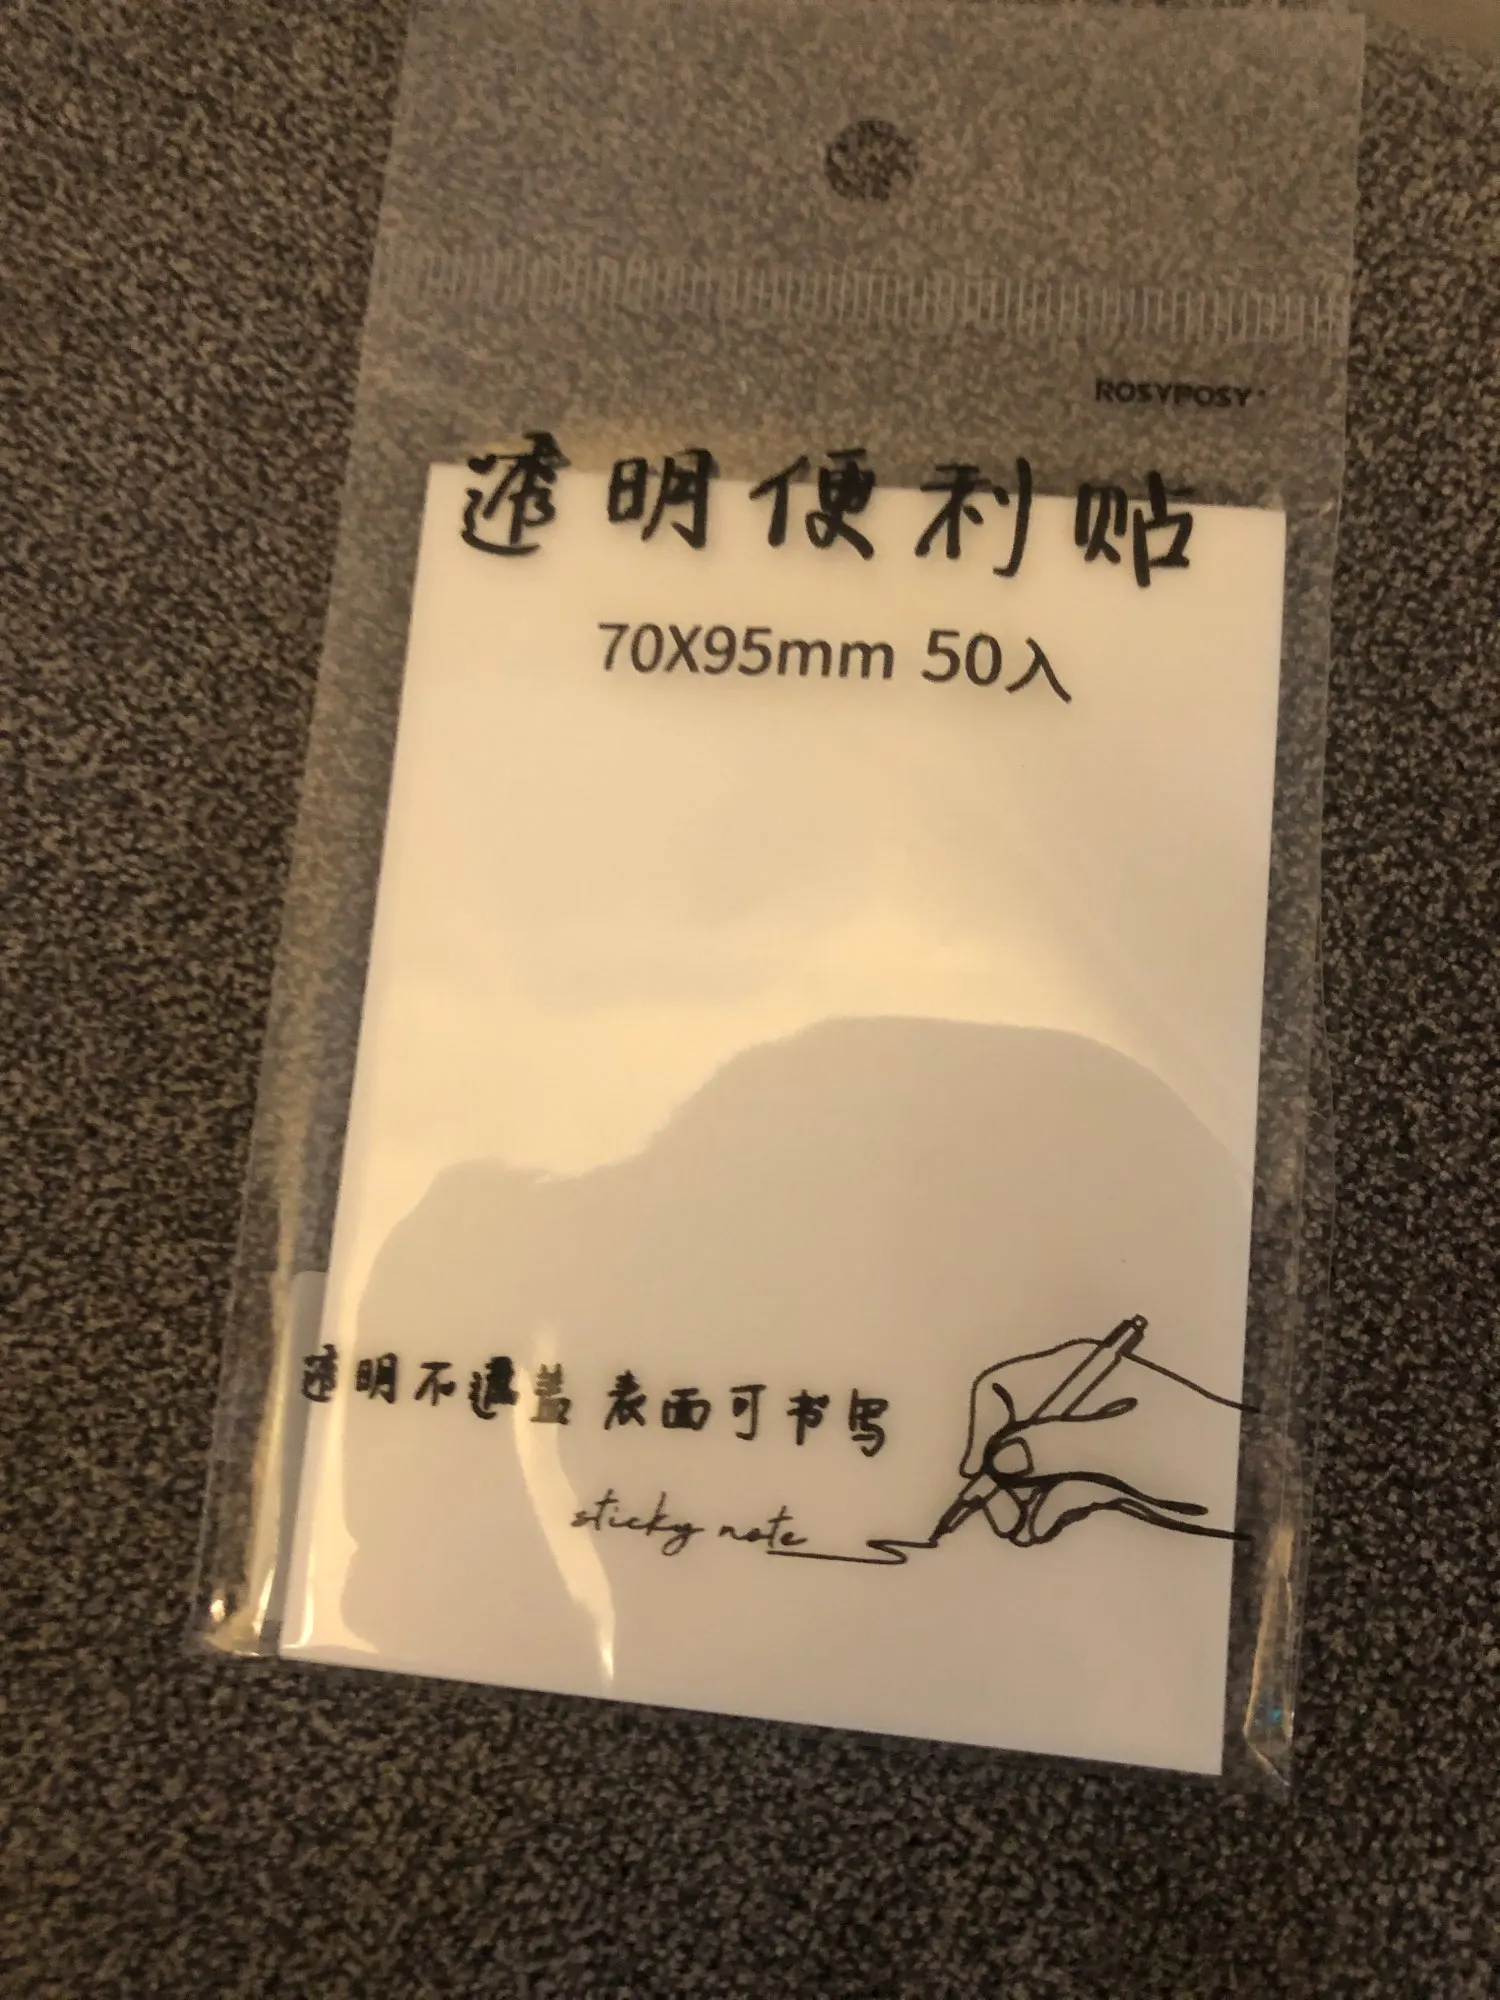 ROSYPOSY
透明便利贴
70X95mm 50入
透明不遮盖 表面可书写
sticky note